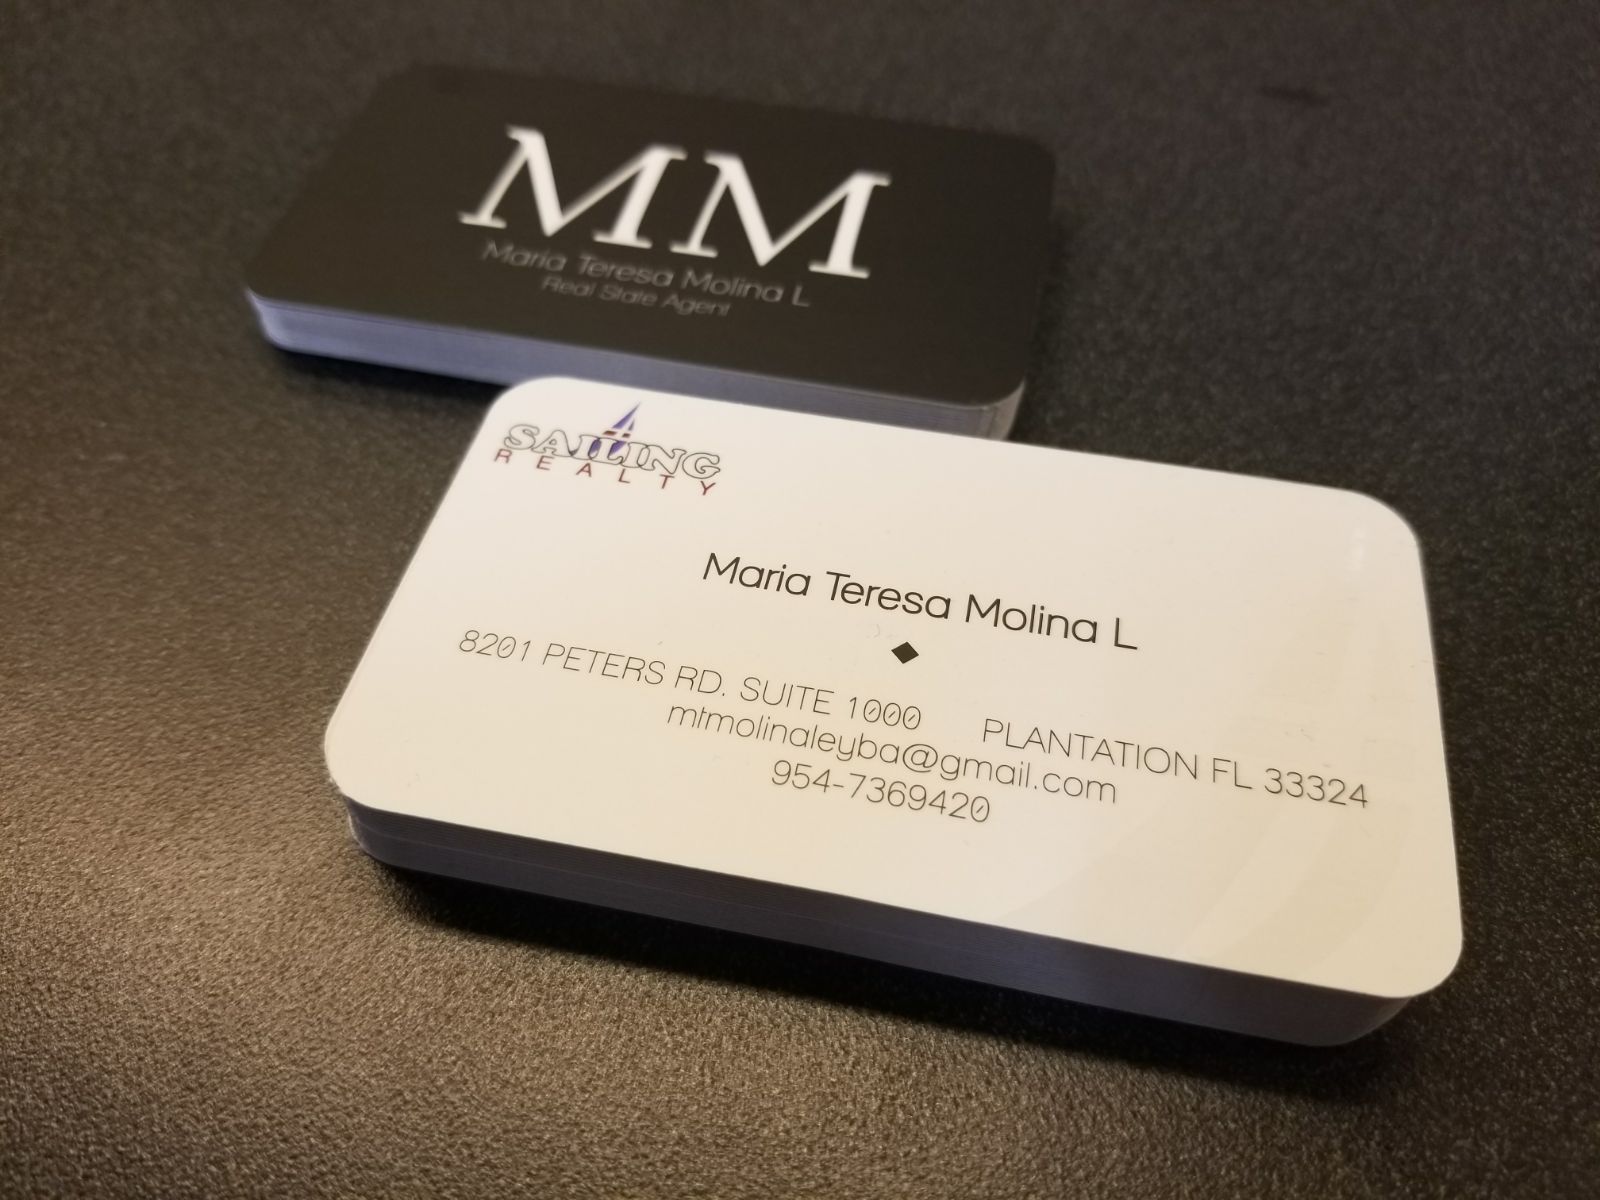 MM
Maria Teresa Molina L
Real State Agent
SAILING
REALTY
Maria Teresa Molina L
8201 PETERS RD. SUITE 1000 PLANTATION FL 33324
mtmolinaleyba@gmail.com
954-7369420